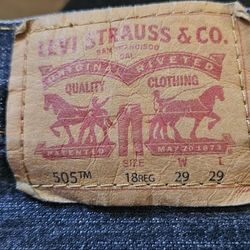 LEVI STRAUSS & CO.
SAN FRANCISCO
CAL
ORIGINAL RIVETED
QUALITY CLOTHING
PATENTED MAY 20 1873
SIZE W L
505™ 18REG 29 29